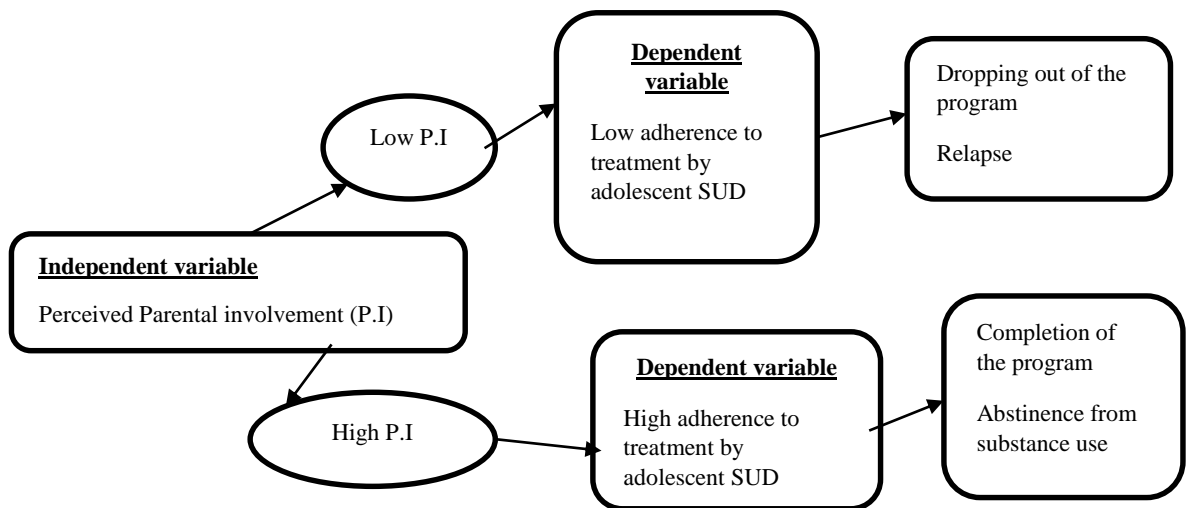 Independent variable
Perceived Parental involvement (P.I)
Low P.I
Dependent
variable
Low adherence to
treatment by
adolescent SUD
Dropping out of the
program
Relapse
High P.I
Dependent variable
High adherence to
treatment by
adolescent SUD
Completion of
the program
Abstinence from
substance use